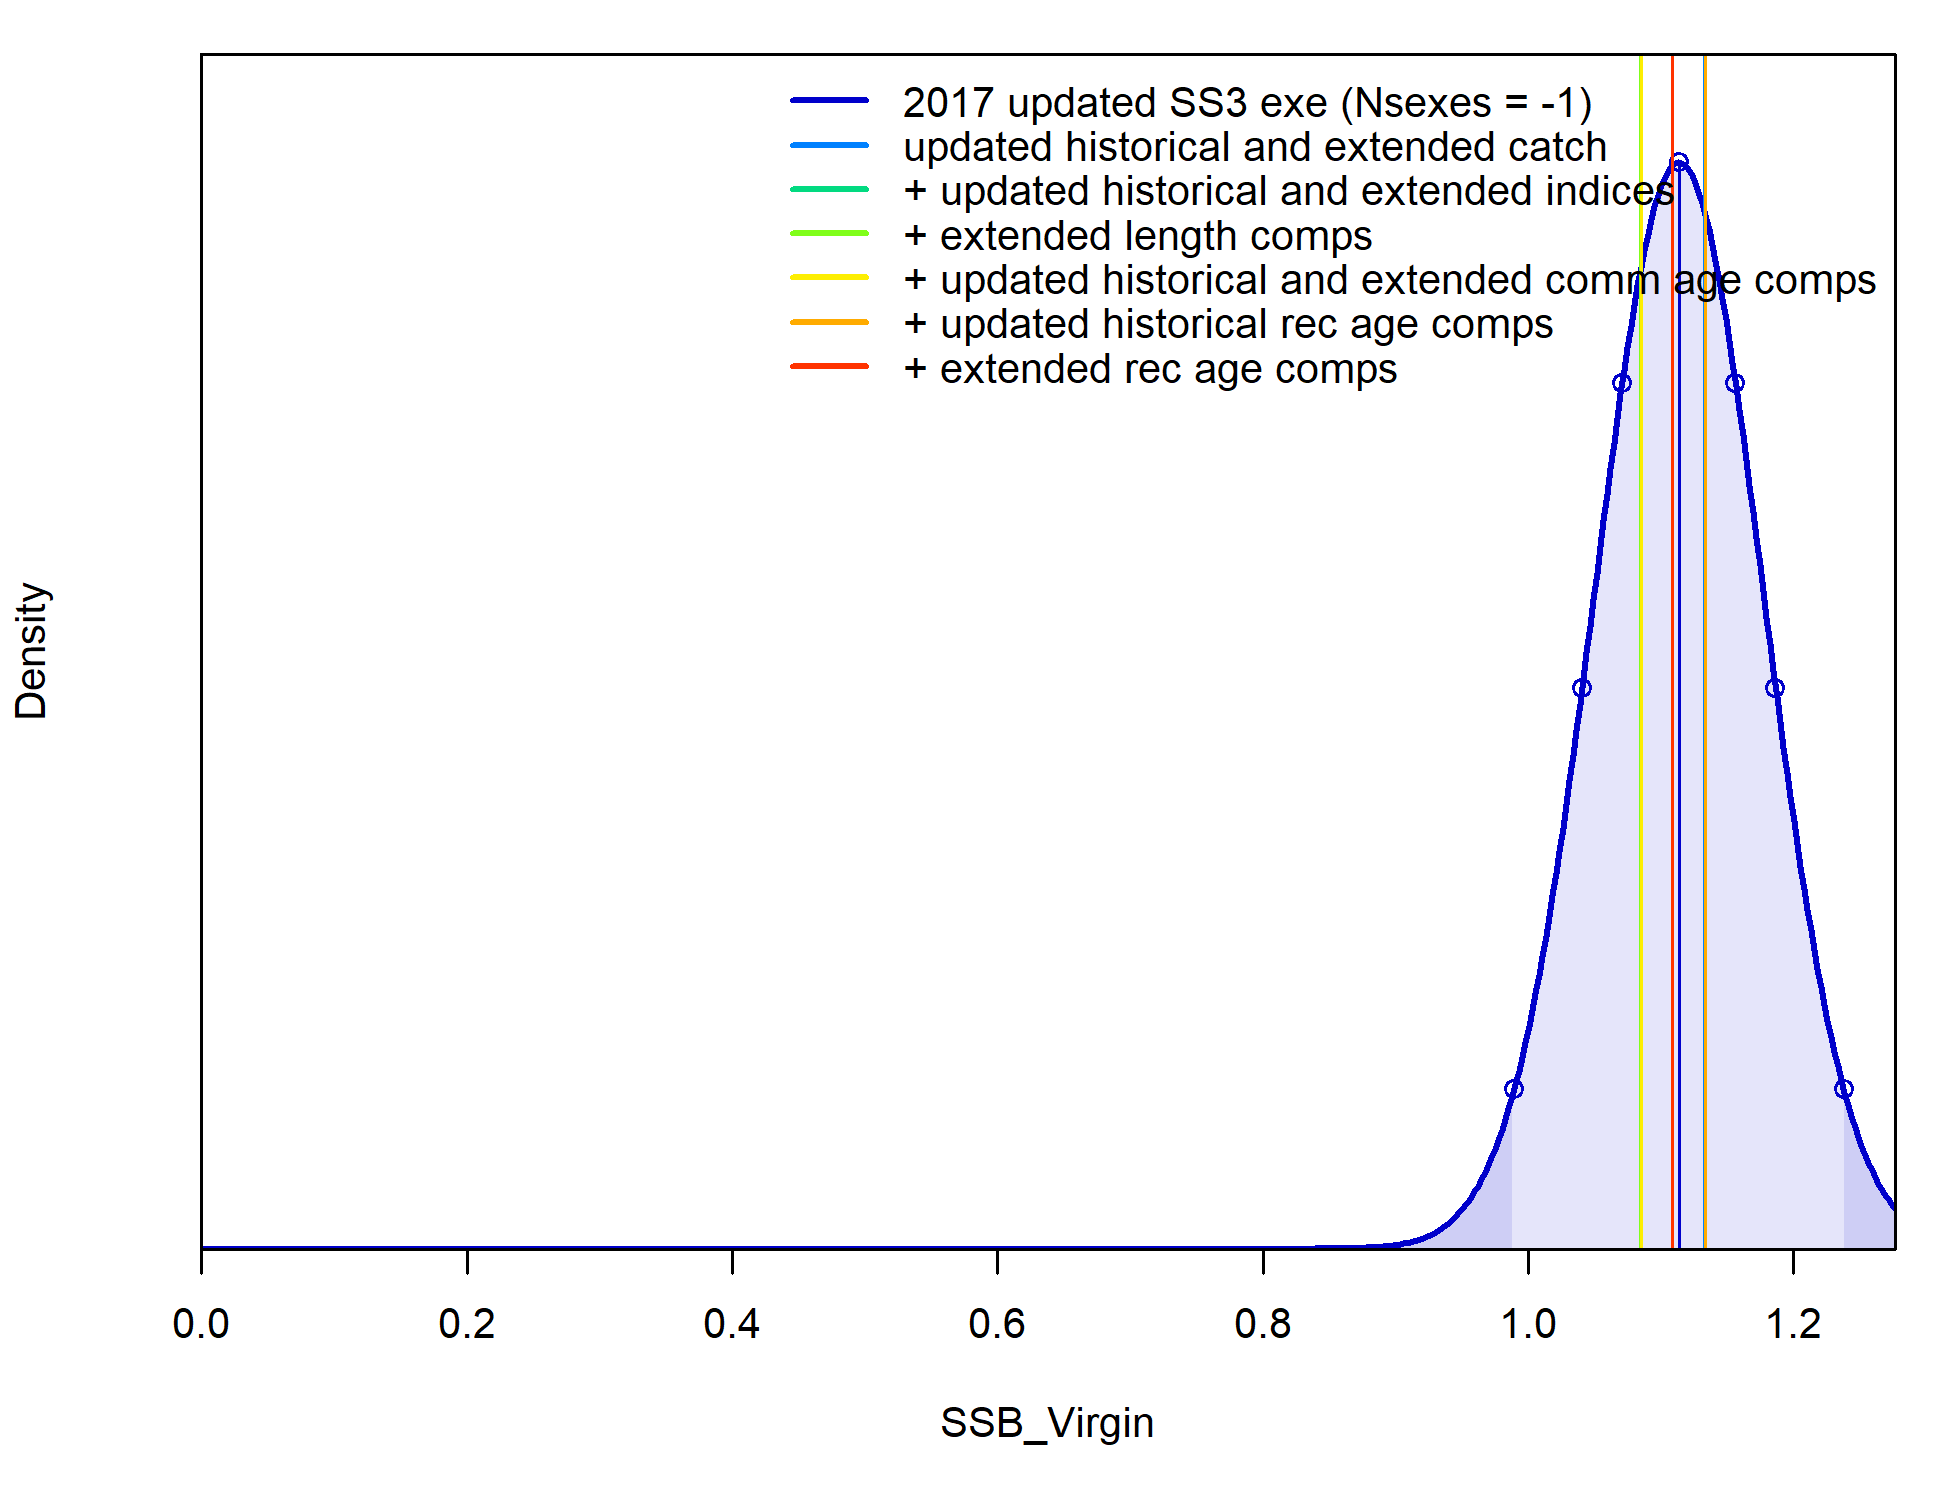 2017 updated SS3 exe (Nsexes = -1)
updated historical and extended catch
+ updated historical and extended indices
+ extended length comps
+ updated historical and extended comm age comps
+ updated historical rec age comps
+ extended rec age comps
Density
0.0 0.2 0.4 0.6 0.8 1.0 1.2
SSB_Virgin